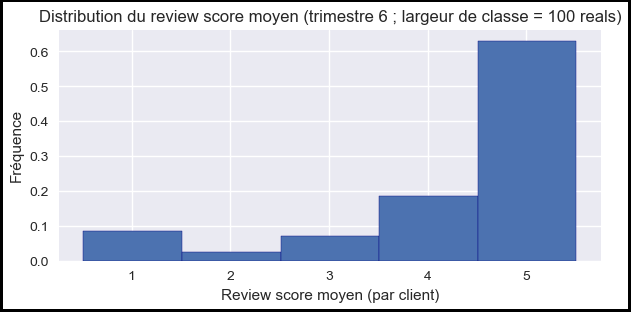 Distribution du review score moyen (trimestre 6 ; largeur de classe = 100 reals)
Fréquence
0.6
0.5
0.4
0.3
0.2
0.1
0.0
1 2 3 4 5
Review score moyen (par client)